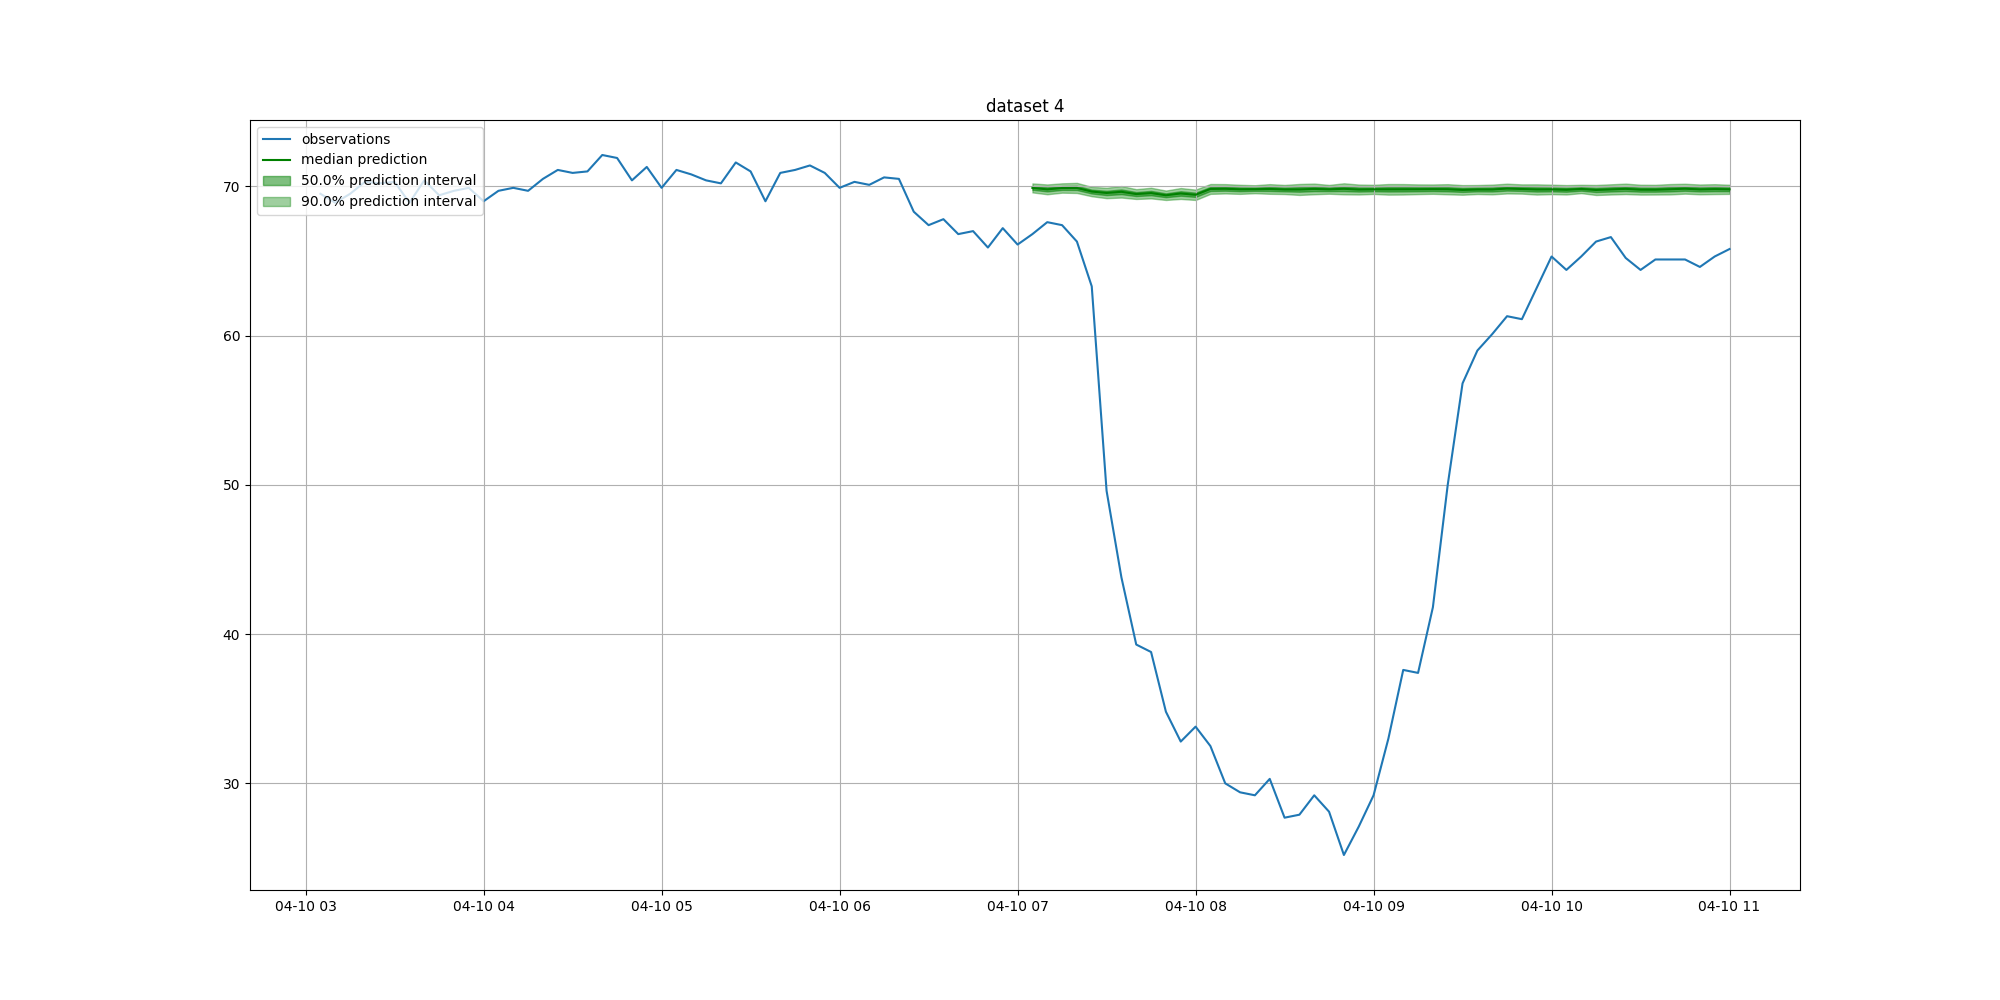 dataset 4
observations
median prediction
50.0% prediction interval
90.0% prediction interval
70
60
50
40
30
04-10 03
04-10 04
04-10 05
04-10 06
04-10 07
04-10 08
04-10 09
04-10 10
04-10 11